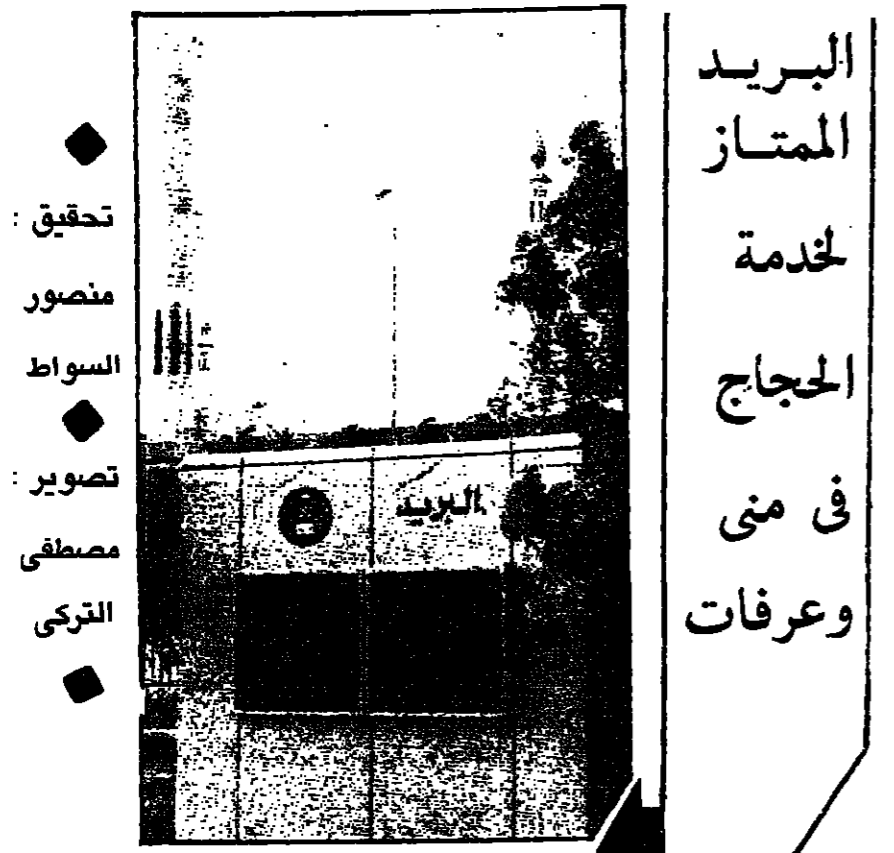 البريد
الممتاز
لخدمة
الحجاج
فى منى
وعرفات
تحقيق :
منصور
السواط
تصوير :
مصطفى
التركى
البريد